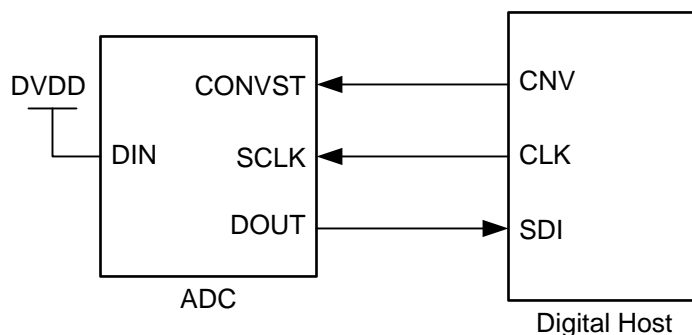 DVDD
CONVST
CNV
DIN
SCLK
CLK
DOUT
SDI
ADC
Digital Host